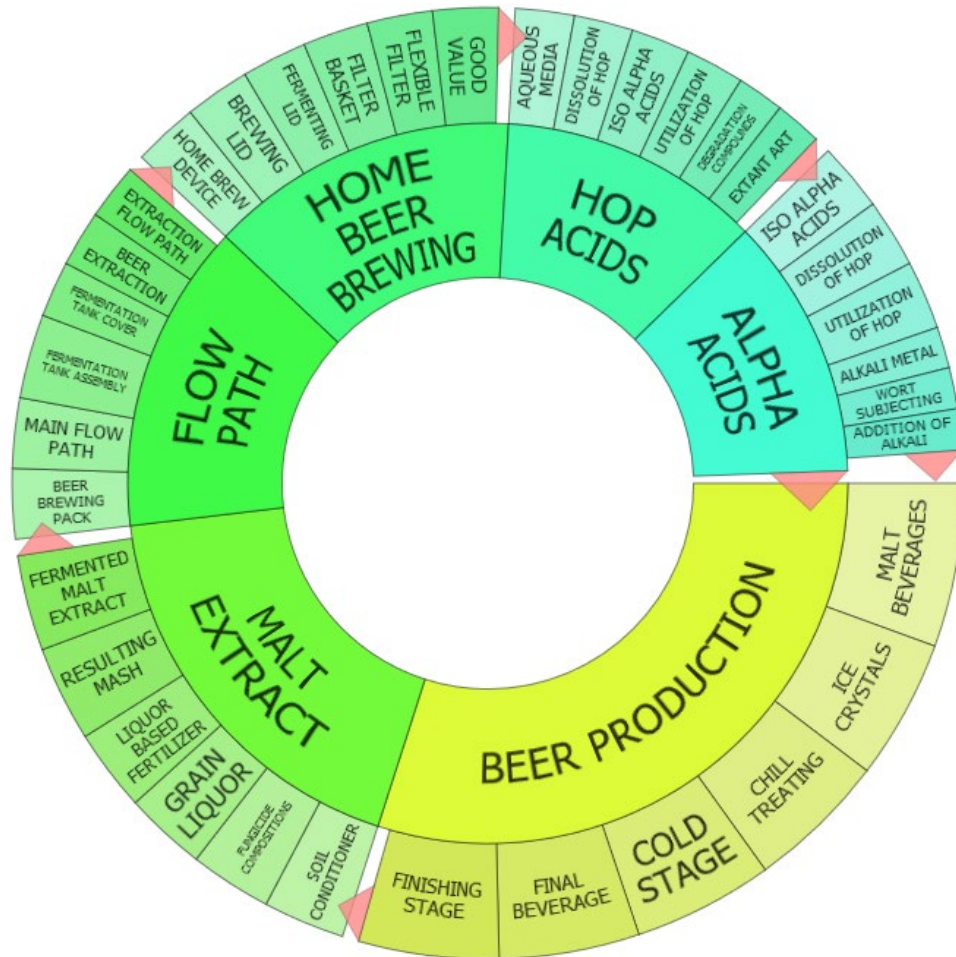 GOOD
VALUE
FLEXIBLE
FILTER
FILTER
BASKET
FERMENTING
LID
BREWING
LID
HOME BREW
DEVICE
HOME
BEER
BREWING
AQUEOUS
MEDIA
DISSOLUTION
OF HOP
ISO ALPHA
ACIDS
UTILIZATION
OF HOP
DEGRADATION
COMPOUNDS
EXTANT ART
HOP
ACIDS
ISO ALPHA
ACIDS
DISSOLUTION
OF HOP
UTILIZATION
OF HOP
ALKALI METAL
WORT
SUBJECTING
ADDITION OF
ALKALI
ALPHA
ACIDS
EXTRACTION
FLOW PATH
BEER
EXTRACTION
FERMENTATION
TANK COVER
FERMENTATION
TANK ASSEMBLY
MAIN FLOW
PATH
BEER
BREWING
PACK
FLOW
PATH
FERMENTED
MALT
EXTRACT
RESULTING
MASH
LIQUOR
BASED
FERTILIZER
GRAIN
LIQUOR
FUNGICIDE
COMPOSITIONS
SOIL
CONDITIONER
MALT
EXTRACT
MALT
BEVERAGES
ICE
CRYSTALS
CHILL
TREATING
COLD
STAGE
FINAL
BEVERAGE
FINISHING
STAGE
BEER PRODUCTION